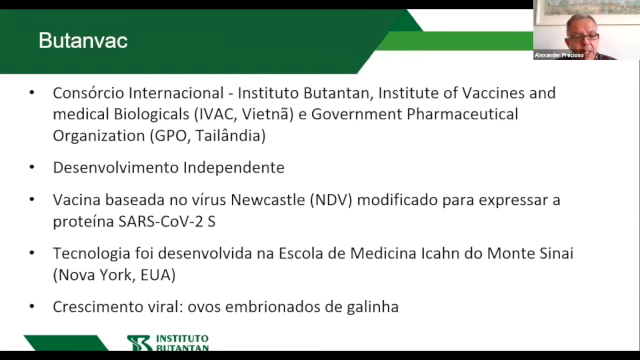 Butanvac
Alexander Precioso
• Consórcio Internacional - Instituto Butantan, Institute of Vaccines and
medical Biologicals (IVAC, Vietnã) e Government Pharmaceutical
Organization (GPO, Tailândia)
• Desenvolvimento Independente
• Vacina baseada no vírus Newcastle (NDV) modificado para expressar a
proteína SARS-CoV-2 S
• Tecnologia foi desenvolvida na Escola de Medicina Icahn do Monte Sinai
(Nova York, EUA)
• Crescimento viral: ovos embrionados de galinha
INSTITUTO
BUTANTAN